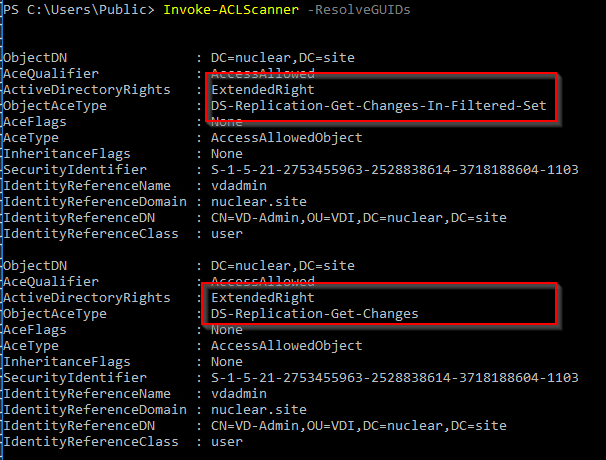 PS C:\Users\Public> Invoke-ACLScanner -ResolveGUIDs
ObjectDN : DC=nuclear,DC=site
AceQualifier : AccessAllowed
ActiveDirectoryRights : ExtendedRight
ObjectAceType : DS-Replication-Get-Changes-In-Filtered-Set
AceFlags : None
AceType : AccessAllowedObject
InheritanceFlags : None
SecurityIdentifier : S-1-5-21-2753455963-2528838614-3718188604-1103
IdentityReferenceName : vdadmin
IdentityReferenceDomain : nuclear.site
IdentityReferenceDN : CN=VD-Admin,OU=VDI,DC=nuclear,DC=site
IdentityReferenceClass : user
ObjectDN : DC=nuclear,DC=site
AceQualifier : AccessAllowed
ActiveDirectoryRights : ExtendedRight
ObjectAceType : DS-Replication-Get-Changes
AceFlags : None
AceType : AccessAllowedObject
InheritanceFlags : None
SecurityIdentifier : S-1-5-21-2753455963-2528838614-3718188604-1103
IdentityReferenceName : vdadmin
IdentityReferenceDomain : nuclear.site
IdentityReferenceDN : CN=VD-Admin,OU=VDI,DC=nuclear,DC=site
IdentityReferenceClass : user